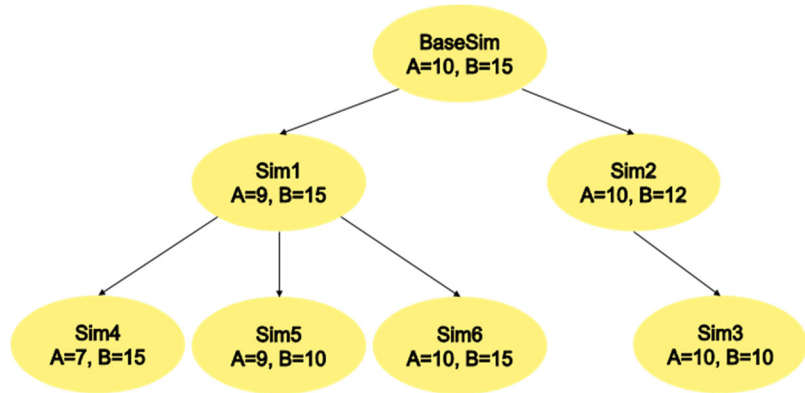 BaseSim
A=10, B=15
Sim1
A=9, B=15
Sim2
A=10, B=12
Sim4
A=7, B=15
Sim5
A=9, B=10
Sim6
A=10, B=15
Sim3
A=10, B=10